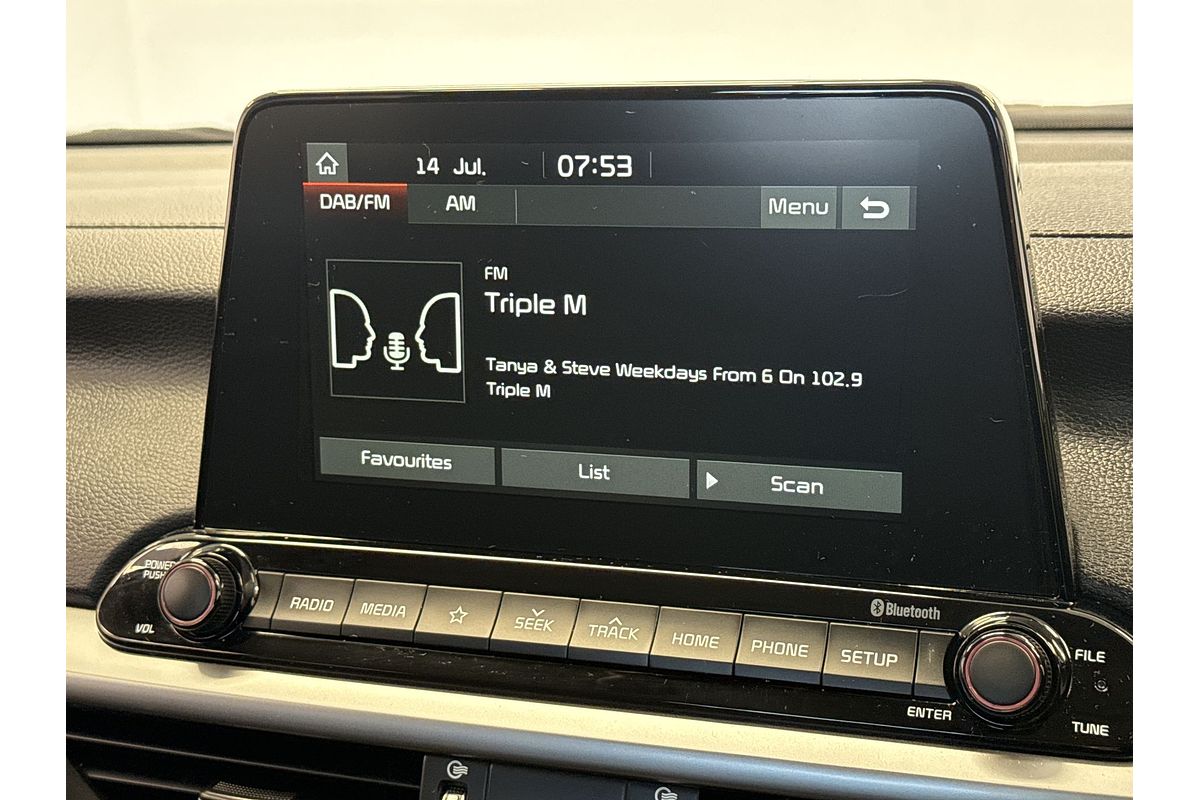 14 Jul. 07:53
DAB/FM AM Menu
FM
Triple M
Tanya & Steve Weekdays From 6 On 102.9
Triple M
Favourites List Scan
POWER
PUSH
VOL
RADIO MEDIA SEEK TRACK HOME PHONE SETUP
Bluetooth
FILE
ENTER
TUNE